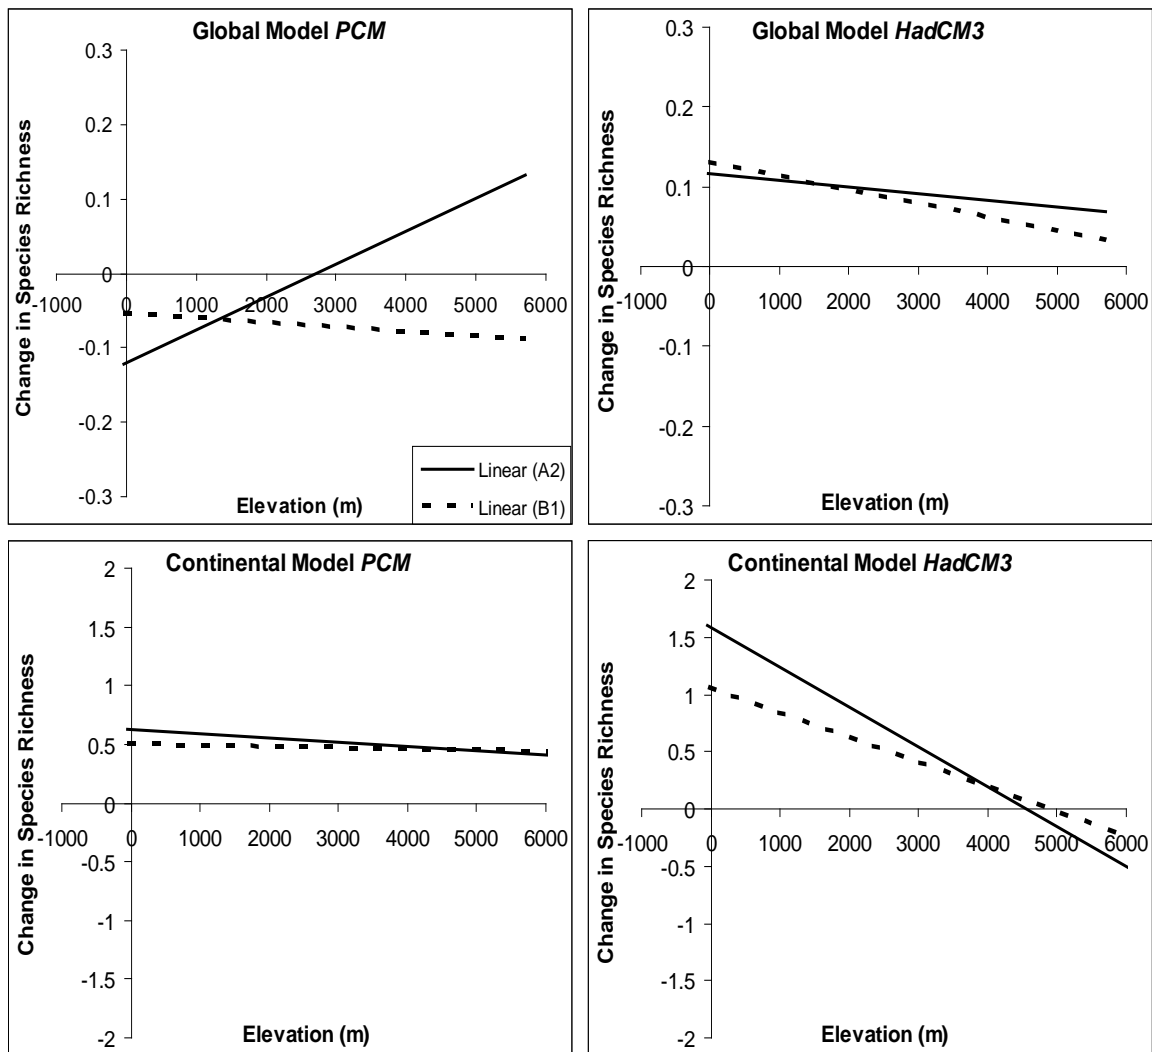 Global Model PCM
Change in Species Richness
0.3
0.2
0.1
0
-0.1
-0.2
-0.3
-1000 0 1000 2000 3000 4000 5000 6000
Elevation (m)
Linear (A2)
Linear (B1)
Global Model HadCM3
Change in Species Richness
0.3
0.2
0.1
0
-0.1
-0.2
-0.3
-1000 0 1000 2000 3000 4000 5000 6000
Elevation (m)
Continental Model PCM
Change in Species Richness
2
1.5
1
0.5
0
-0.5
-1
-1.5
-2
-1000 0 1000 2000 3000 4000 5000 6000
Elevation (m)
Continental Model HadCM3
Change in Species Richness
2
1.5
1
0.5
0
-0.5
-1
-1.5
-2
-1000 0 1000 2000 3000 4000 5000 6000
Elevation (m)